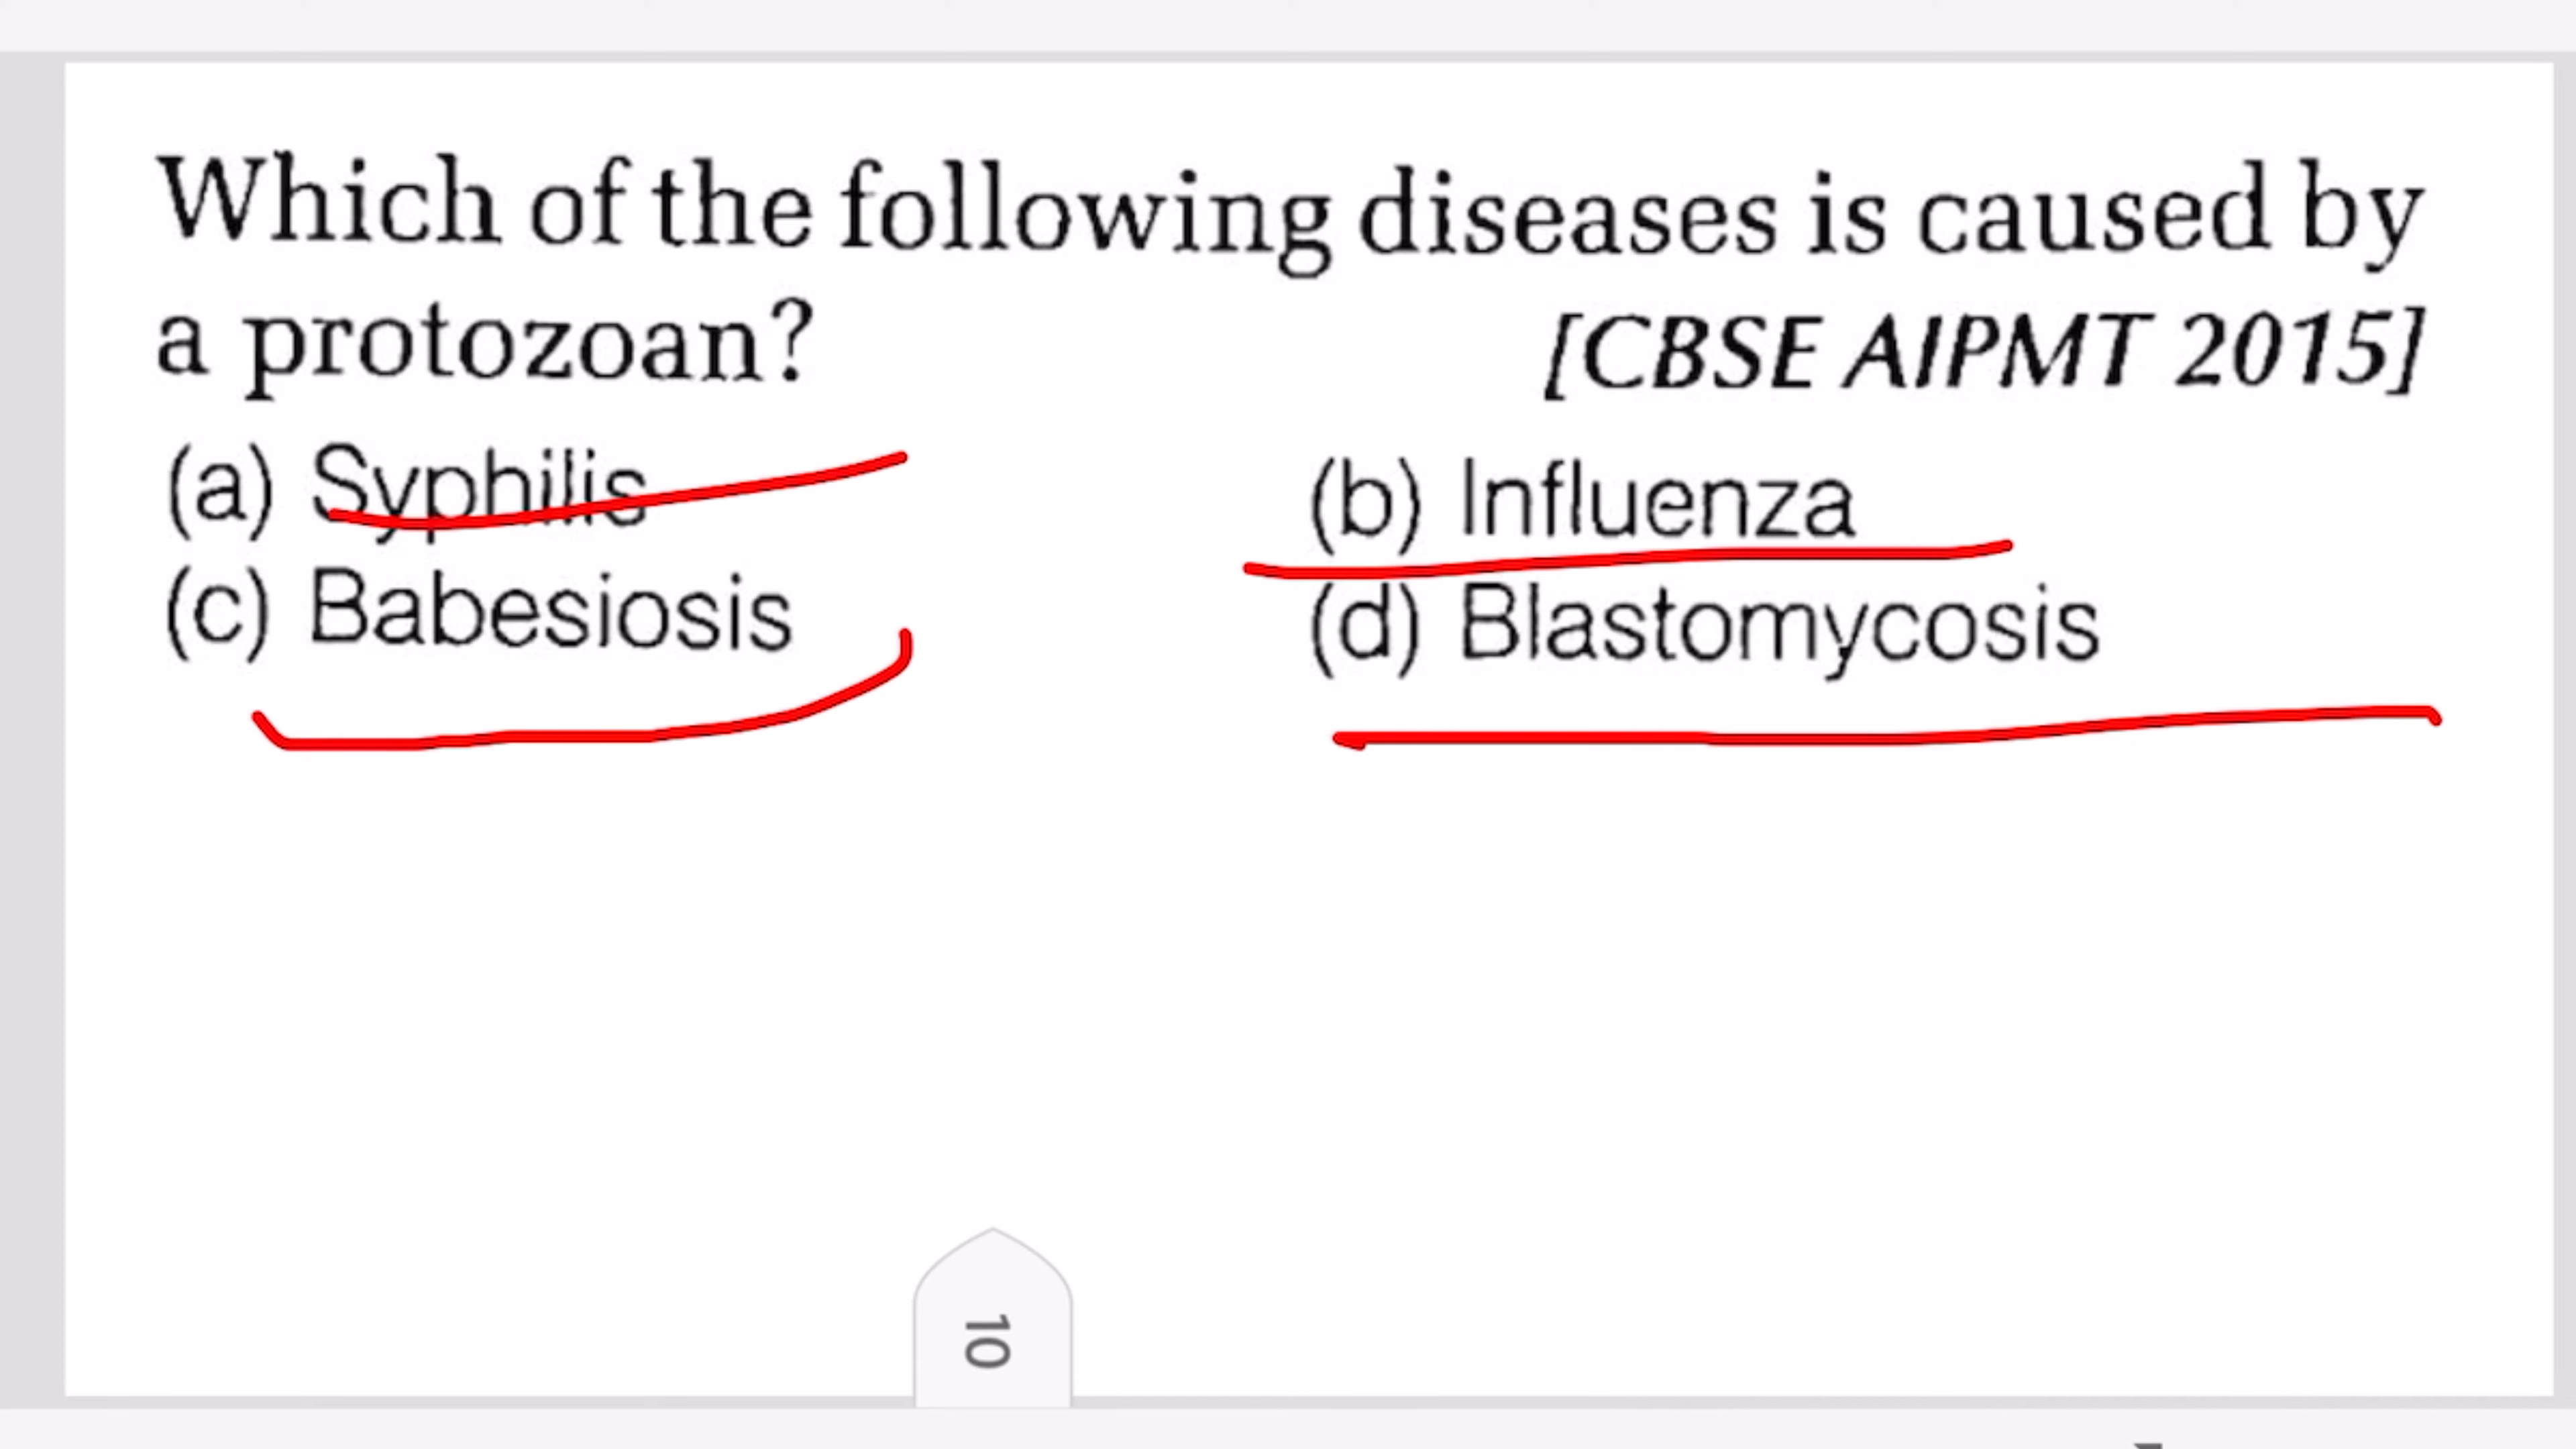 Which of the following diseases is caused by
a protozoan? [CBSE AIPMT 2015]
(a) Syphilis (b) Influenza
(c) Babesiosis (d) Blastomycosis
10